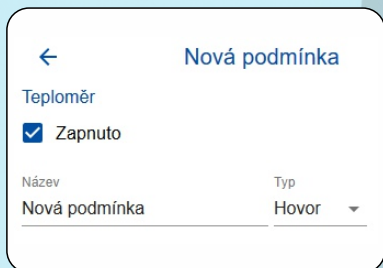 Nová podmínka
Teploměr
Zapnuto
Název
Typ
Nová podmínka
Hovor